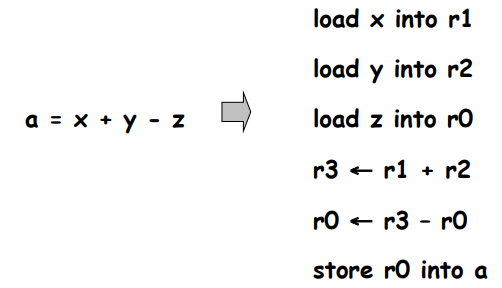 a = x + y - z
load x into r1
load y into r2
load z into r0
r3 ← r1 + r2
r0 ← r3 - r0
store r0 into a